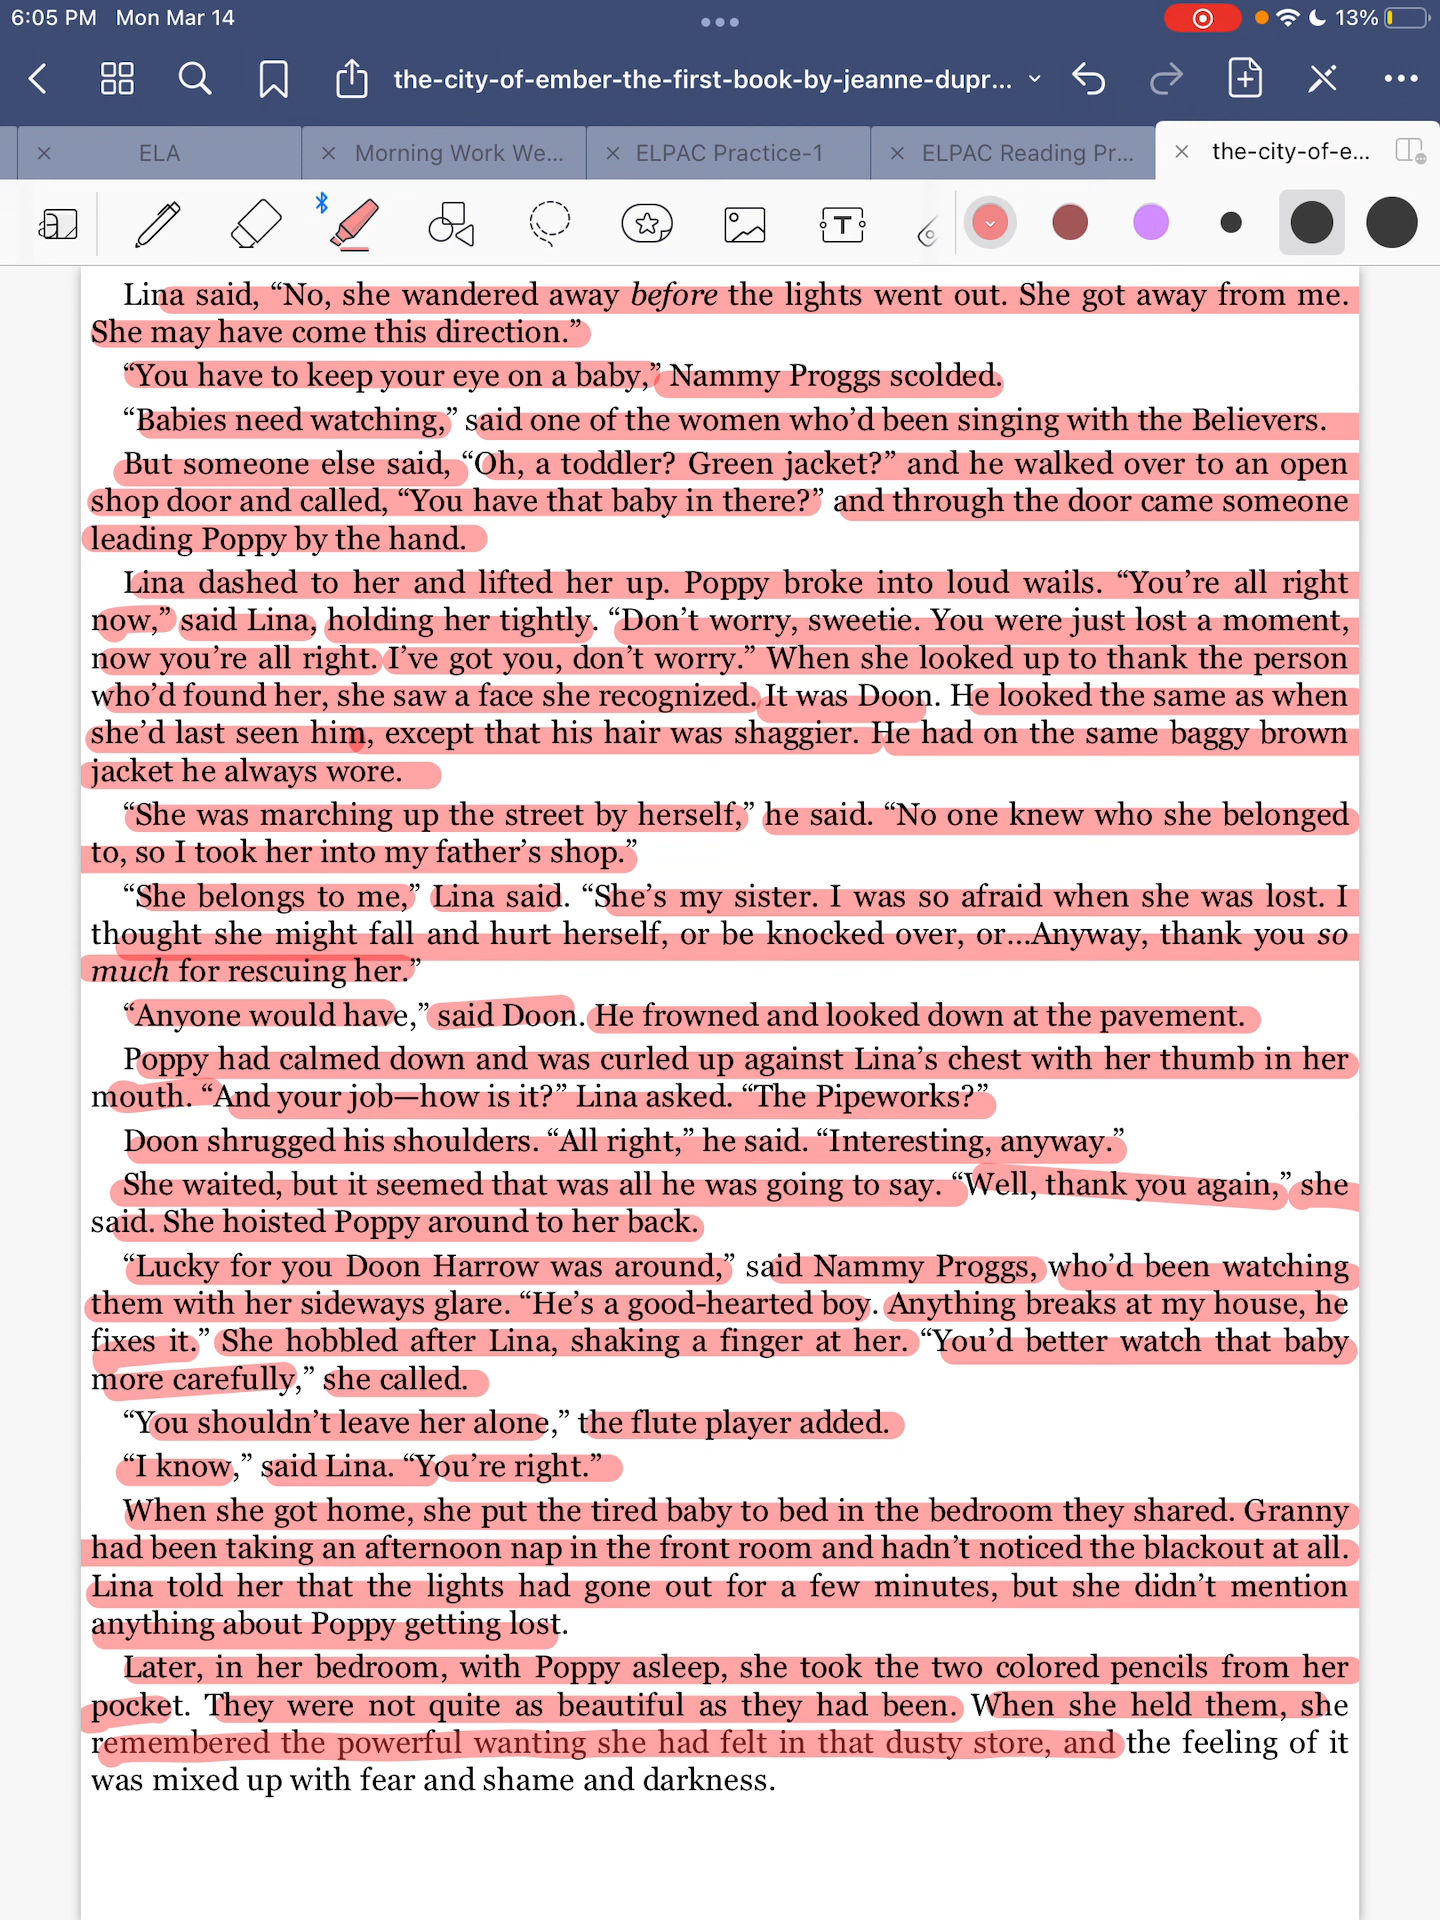 6:05 PM Mon Mar 14
13%
the-city-of-ember-the-first-book-by-jeanne-dupr...
ELA
Morning Work We...
ELPAC Practice-1
ELPAC Reading Pr...
the-city-of-e...
Lina said, “No, she wandered away before the lights went out. She got away from me.
She may have come this direction.”
“You have to keep your eye on a baby,” Nammy Proggs scolded.
“Babies need watching,” said one of the women who’d been singing with the Believers.
But someone else said, “Oh, a toddler? Green jacket?” and he walked over to an open
shop door and called, “You have that baby in there?” and through the door came someone
leading Poppy by the hand.
Lina dashed to her and lifted her up. Poppy broke into loud wails. “You’re all right
now,” said Lina, holding her tightly. “Don’t worry, sweetie. You were just lost a moment,
now you’re all right. I’ve got you, don’t worry.” When she looked up to thank the person
who’d found her, she saw a face she recognized. It was Doon. He looked the same as when
she’d last seen him, except that his hair was shaggier. He had on the same baggy brown
jacket he always wore.
“She was marching up the street by herself,” he said. “No one knew who she belonged
to, so I took her into my father’s shop.”
“She belongs to me,” Lina said. “She’s my sister. I was so afraid when she was lost. I
thought she might fall and hurt herself, or be knocked over, or...Anyway, thank you so
much for rescuing her.”
“Anyone would have,” said Doon. He frowned and looked down at the pavement.
Poppy had calmed down and was curled up against Lina’s chest with her thumb in her
mouth. “And your job—how is it?” Lina asked. “The Pipeworks?”
Doon shrugged his shoulders. “All right,” he said. “Interesting, anyway.”
She waited, but it seemed that was all he was going to say. “Well, thank you again,” she
said. She hoisted Poppy around to her back.
“Lucky for you Doon Harrow was around,” said Nammy Proggs, who’d been watching
them with her sideways glare. “He’s a good-hearted boy. Anything breaks at my house, he
fixes it.” She hobbled after Lina, shaking a finger at her. “You’d better watch that baby
more carefully,” she called.
“You shouldn’t leave her alone,” the flute player added.
“I know,” said Lina. “You’re right.”
When she got home, she put the tired baby to bed in the bedroom they shared. Granny
had been taking an afternoon nap in the front room and hadn’t noticed the blackout at all.
Lina told her that the lights had gone out for a few minutes, but she didn’t mention
anything about Poppy getting lost.
Later, in her bedroom, with Poppy asleep, she took the two colored pencils from her
pocket. They were not quite as beautiful as they had been. When she held them, she
remembered the powerful wanting she had felt in that dusty store, and the feeling of it
was mixed up with fear and shame and darkness.